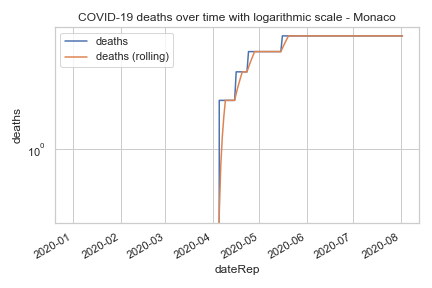 COVID-19 deaths over time with logarithmic scale - Monaco
deaths
deaths (rolling)
deaths
10⁰
2020-01
2020-02
2020-03
2020-04
2020-05
2020-06
2020-07
2020-08
dateRep